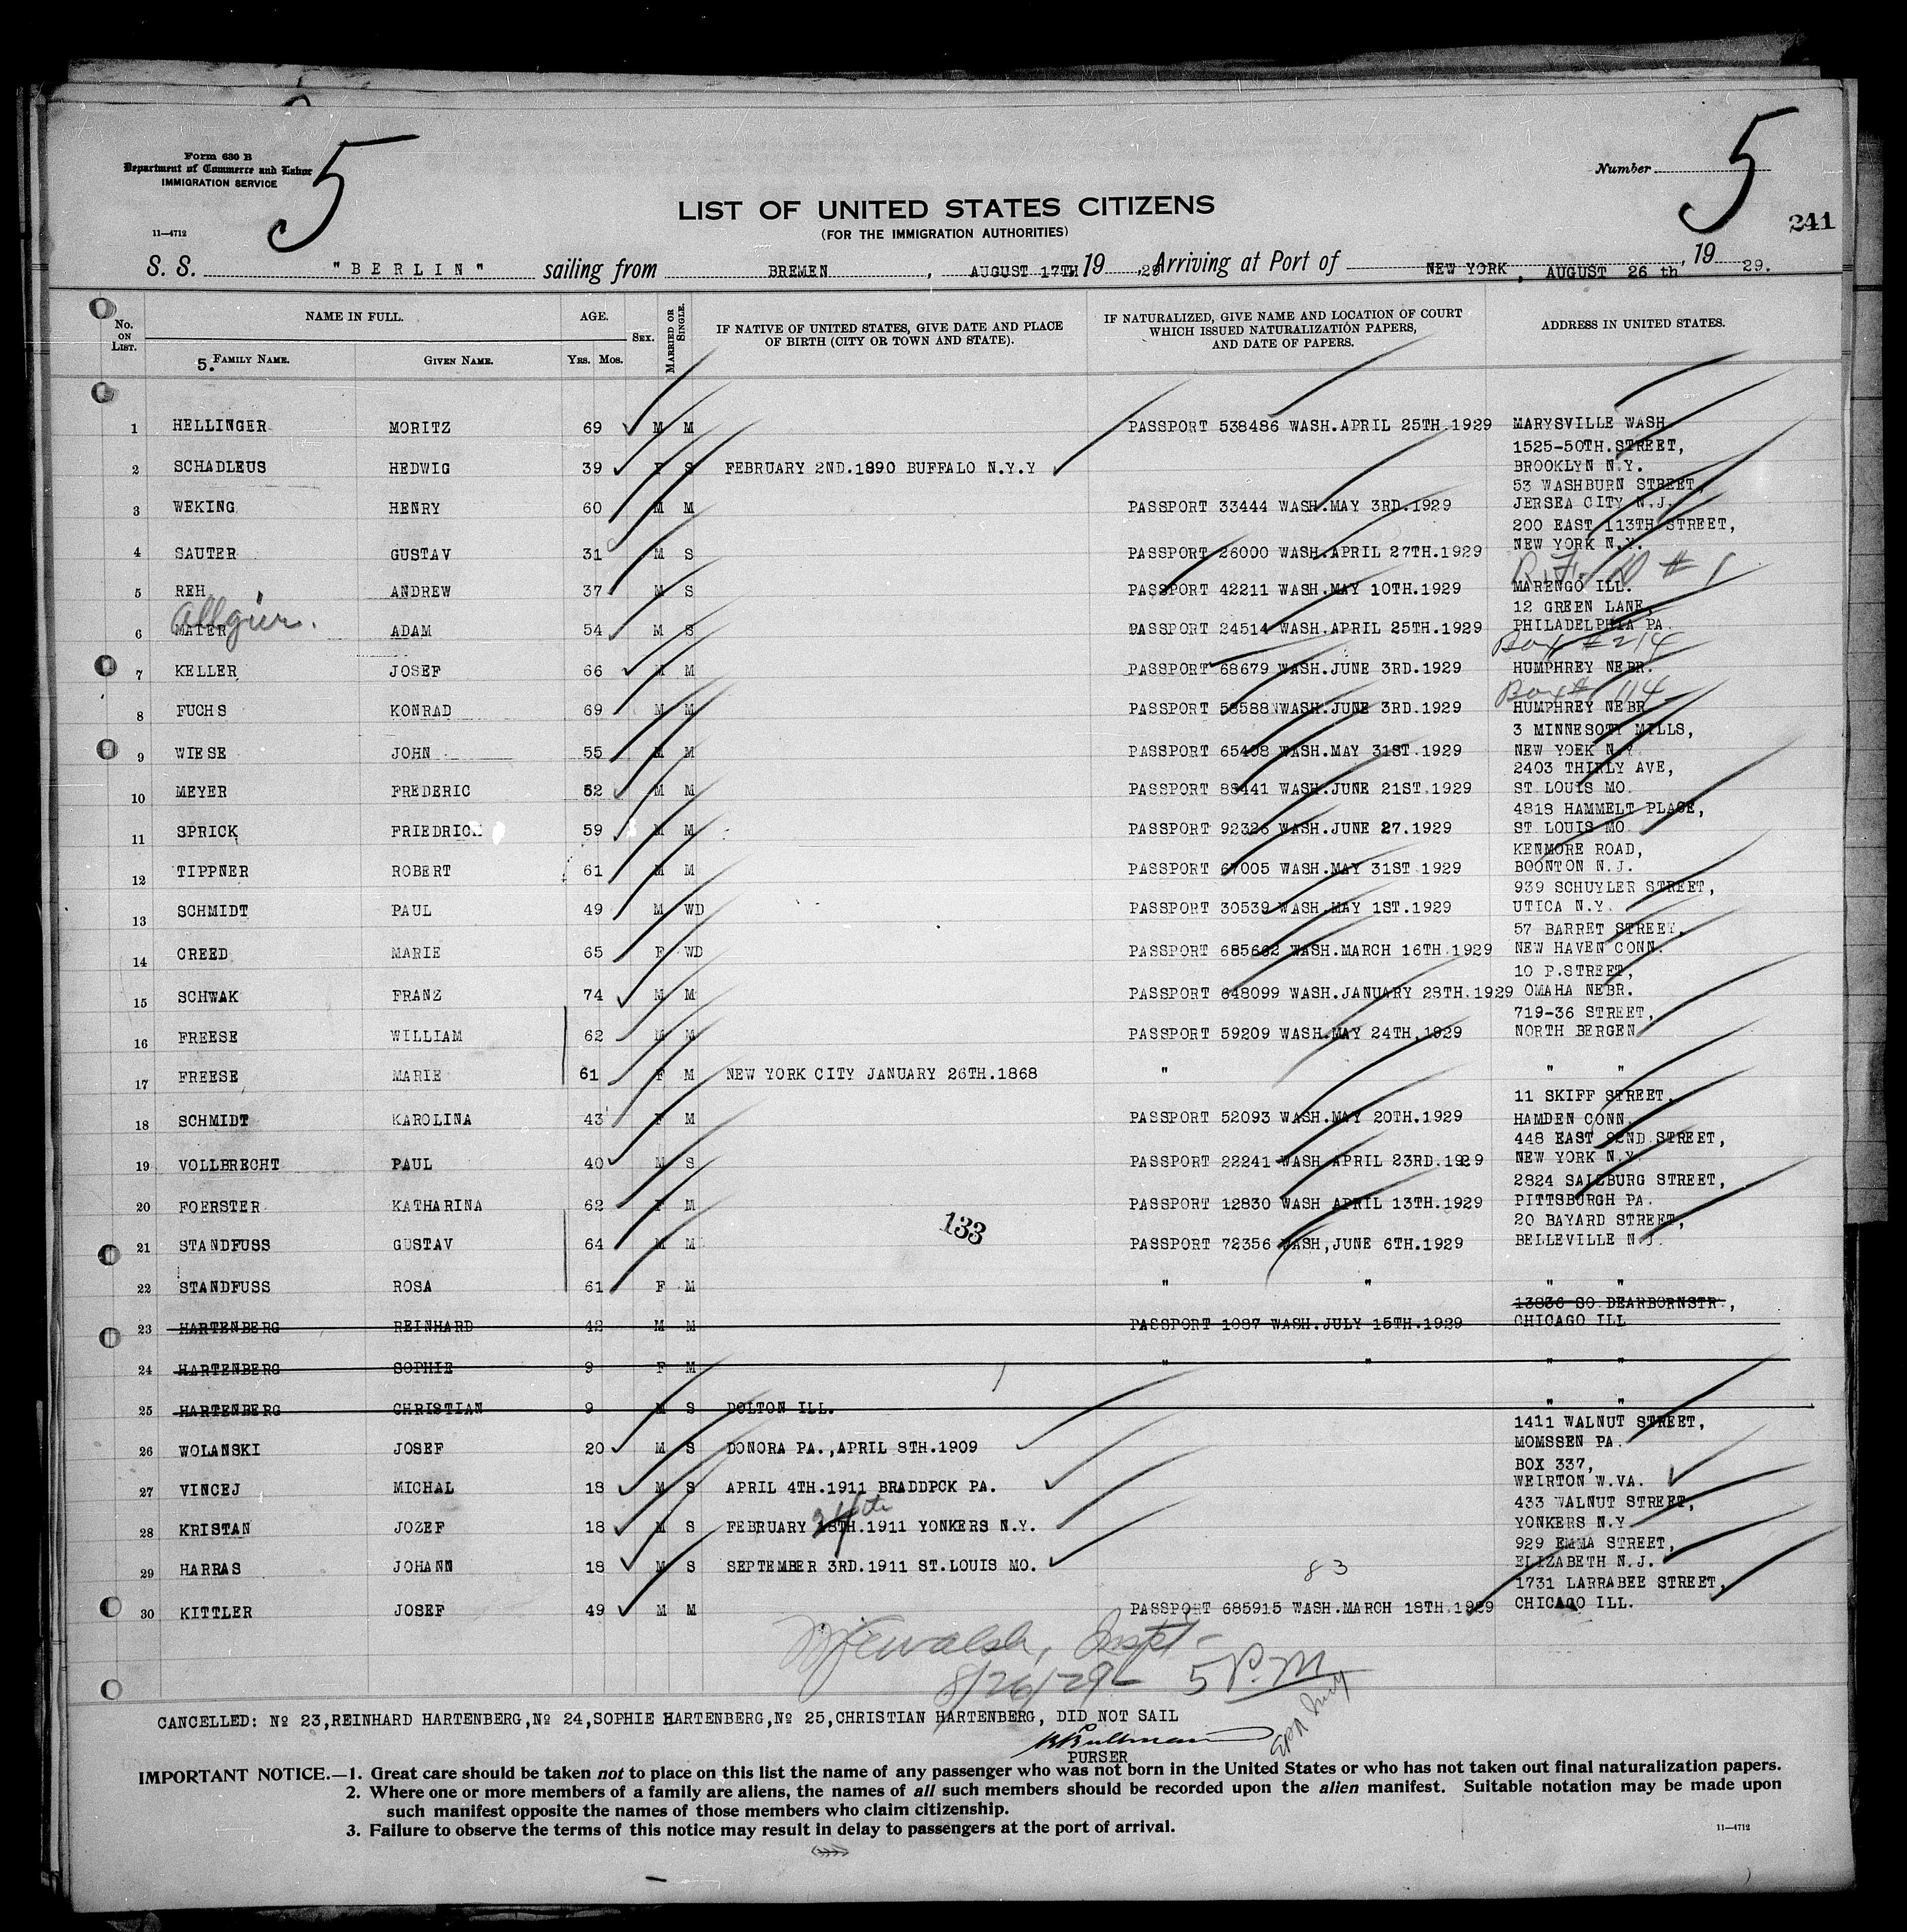 5
5
Form 630 B
Department of Commerce and Labor
IMMIGRATION SERVICE
Number
11—4712
241
LIST OF UNITED STATES CITIZENS
(FOR THE IMMIGRATION AUTHORITIES)
S. S. "BERLIN" sailing from BREMEN, AUGUST 17TH 1929, Arriving at Port of NEW YORK, AUGUST 26 th, 1929.
No. ON LIST. NAME IN FULL. AGE. SEX. MARRIED OR SINGLE. IF NATIVE OF UNITED STATES, GIVE DATE AND PLACE OF BIRTH (CITY OR TOWN AND STATE). IF NATURALIZED, GIVE NAME AND LOCATION OF COURT WHICH ISSUED NATURALIZATION PAPERS, AND DATE OF PAPERS. ADDRESS IN UNITED STATES.
5. FAMILY NAME. GIVEN NAME. YRS. MOS.
1 HELLINGER MORITZ 69 M M PASSPORT 538486 WASH.APRIL 25TH.1929 MARYSVILLE WASH
1525-50TH.STREET,
2 SCHADLEUS HEDWIG 39 F S FEBRUARY 2ND.1890 BUFFALO N.Y.Y BROOKLYN N.Y.
53 WASHBURN STREET,
3 WEKING HENRY 60 M M PASSPORT 33444 WASH.MAY 3RD.1929 JERSEA CITY N.J.
200 EAST 113TH STREET,
4 SAUTER GUSTAV 31 M S PASSPORT 26000 WASH.APRIL 27TH.1929 NEW YORK N.Y.
R.F. D # 1
5 REH ANDREW 37 M S PASSPORT 42211 WASH.MAY 10TH.1929 MARENGO ILL.
12 GREEN LANE,
6 MAIER ADAM 54 M S PASSPORT 24514 WASH.APRIL 25TH.1929 PHILADELPHIA PA.
Box #214
7 KELLER JOSEF 66 M M PASSPORT 68679 WASH.JUNE 3RD.1929 HUMPHREY NEBR.
Box # 114
8 FUCHS KONRAD 69 M M PASSPORT 58588 WASH.JUNE 3RD.1929 HUMPHREY NEBR
3 MINNESOTY MILLS,
9 WIESE JOHN 55 M M PASSPORT 65408 WASH.MAY 31ST.1929 NEW YORK N.Y
2403 THIRLY AVE,
10 MEYER FREDERIC 52 M M PASSPORT 88441 WASH.JUNE 21ST.1929 ST LOUIS MO.
4818 HAMMELT PLACE,
11 SPRICK FRIEDRICH 59 M M PASSPORT 92326 WASH.JUNE 27.1929 ST LOUIS MO
KENMORE ROAD,
12 TIPPNER ROBERT 61 M M PASSPORT 67005 WASH.MAY 31ST 1929 BOONTON N.J.
939 SCHUYLER STREET,
13 SCHMIDT PAUL 49 M WD PASSPORT 30539 WASH.MAY 1ST.1929 UTICA N.Y.
57 BARRET STREET,
14 CREED MARIE 65 F WD PASSPORT 685662 WASH.MARCH 16TH.1929 NEW HAVEN CONN.
10 P.STREET,
15 SCHWAK FRANZ 74 M M PASSPORT 648099 WASH.JANUARY 28TH.1929 OMAHA NEBR.
719-36 STREET,
16 FREESE WILLIAM 62 M M PASSPORT 59209 WASH.MAY 24TH,1929 NORTH BERGEN
17 FREESE MARIE 61 F M NEW YORK CITY JANUARY 26TH.1868 " " "
11 SKIFF STREET,
18 SCHMIDT KAROLINA 43 F M PASSPORT 52093 WASH.MAY 20TH.1929 HAMDEN CONN.
448 EAST 92ND STREET,
19 VOLLBRECHT PAUL 40 M S PASSPORT 22241 WASH APRIL 23RD.1929 NEW YORK N.Y.
2824 SALZBURG STREET,
20 FOERSTER KATHARINA 62 F M PASSPORT 12830 WASH APRIL 13TH.1929 PITTSBURGH PA.
133
20 BAYARD STREET,
21 STANDFUSS GUSTAV 64 M M PASSPORT 72356 WASH,JUNE 6TH.1929 BELLEVILLE N.J.
22 STANDFUSS ROSA 61 F M " " " "
13836 SO DEARBORNSTR.,
23 HARTENBERG REINHARD 42 M M PASSPORT 1087 WASH.JULY 15TH.1929 CHICAGO ILL
24 HARTENBERG SOPHIE 9 F M " " " "
25 HARTENBERG CHRISTIAN 9 M S DOLTON ILL. " "
1411 WALNUT STREET,
26 WOLANSKI JOSEF 20 M S DONORA PA.,APRIL 8TH.1909 MOMSSEN PA.
BOX 337,
27 VINCEJ MICHAL 18 M S APRIL 4TH.1911 BRADDPCK PA. WEIRTON W.VA.
24th
433 WALNUT STREET,
28 KRISTAN JOZEF 18 M S FEBRUARY 18TH.1911 YONKERS N.Y. YONKERS N.Y
929 EMMA STREET,
29 HARRAS JOHANN 18 M S SEPTEMBER 3RD.1911 ST.LOUIS MO. ELIZABETH N.J.
83
1731 LARRABEE STREET,
30 KITTLER JOSEF 49 M M PASSPORT 685915 WASH.MARCH 18TH.1929 CHICAGO ILL.
Walsh, Inspt-
8/26/29 5 P.M
CANCELLED: No 23,REINHARD HARTENBERG,No 24,SOPHIE HARTENBERG,No 25,CHRISTIAN HARTENBERG, DID NOT SAIL
PURSER
IMPORTANT NOTICE.—1. Great care should be taken not to place on this list the name of any passenger who was not born in the United States or who has not taken out final naturalization papers.
2. Where one or more members of a family are aliens, the names of all such members should be recorded upon the alien manifest. Suitable notation may be made upon
such manifest opposite the names of those members who claim citizenship.
3. Failure to observe the terms of this notice may result in delay to passengers at the port of arrival.
11—4712